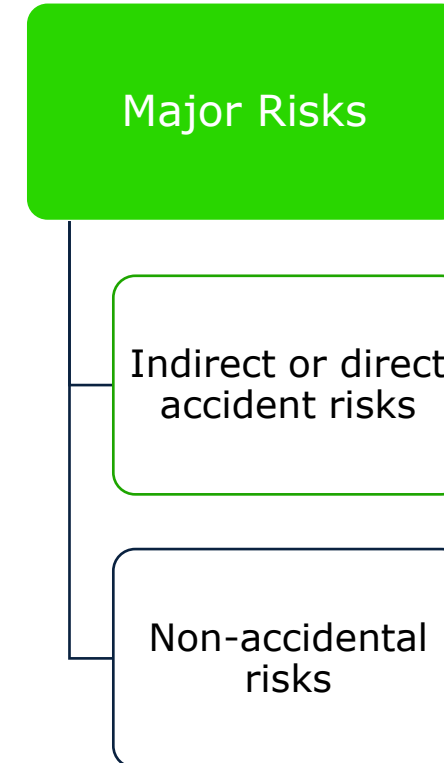 Major Risks
Indirect or direct
accident risks
Non-accidental
risks